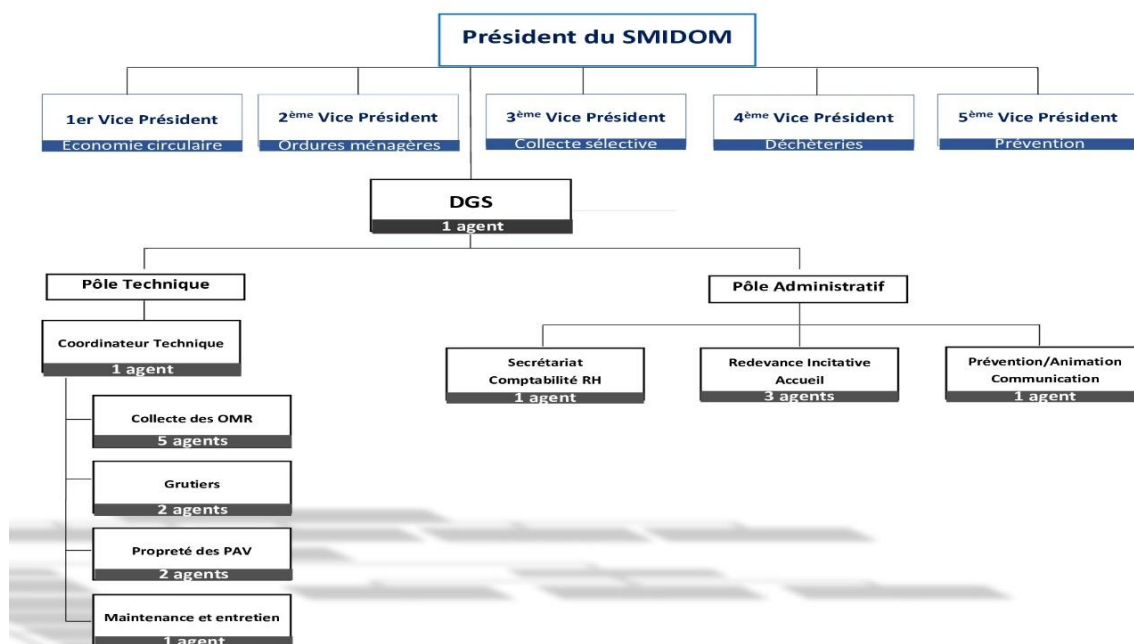 Président du SMIDOM
1er Vice Président
Economie circulaire
2ème Vice Président
Ordures ménagères
3ème Vice Président
Collecte sélective
4ème Vice Président
Déchèteries
5ème Vice Président
Prévention
DGS
1 agent
Pôle Technique
Pôle Administratif
Coordinateur Technique
1 agent
Secrétariat
Comptabilité RH
1 agent
Redevance Incitative
Accueil
3 agents
Prévention/Animation
Communication
1 agent
Collecte des OMR
5 agents
Grutiers
2 agents
Propreté des PAV
2 agents
Maintenance et entretien
1 agent